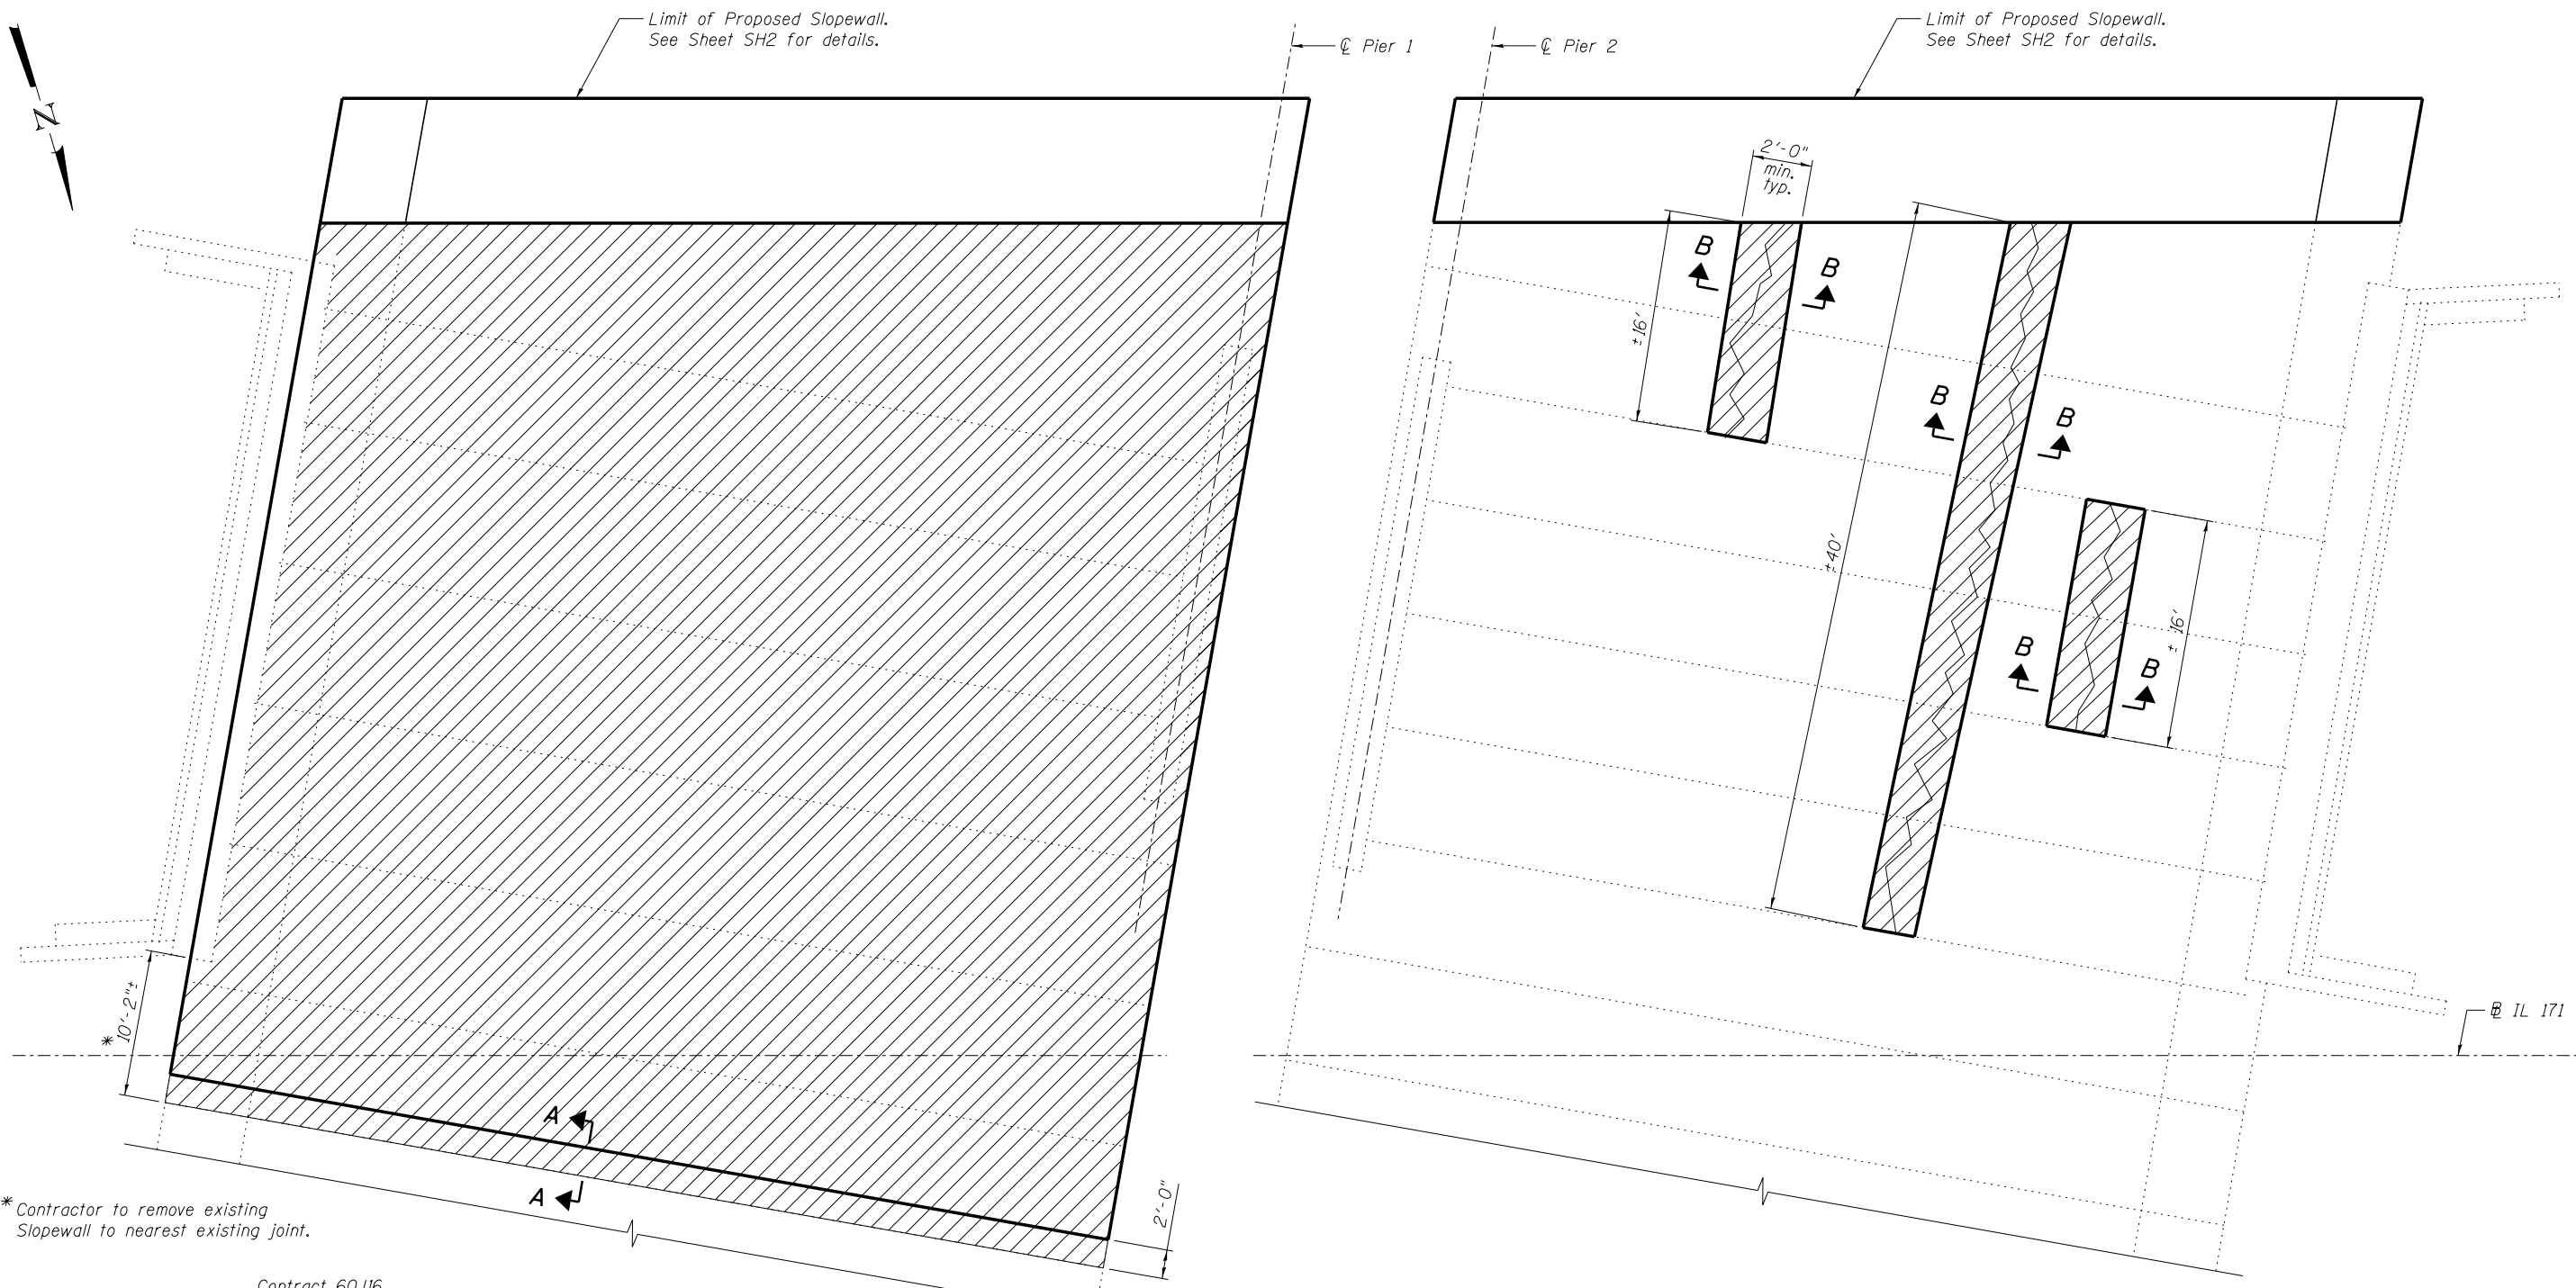 Limit of Proposed Slopewall.
See Sheet SH2 for details.
℄ Pier 1
℄ Pier 2
Limit of Proposed Slopewall.
See Sheet SH2 for details.
N
2'-0"
min.
typ.
B
B
±16'
B
B
±40'
B
B
±16'
10'-2"±
*
℄ IL 171
A
A
2'-0"
* Contractor to remove existing
Slopewall to nearest existing joint.